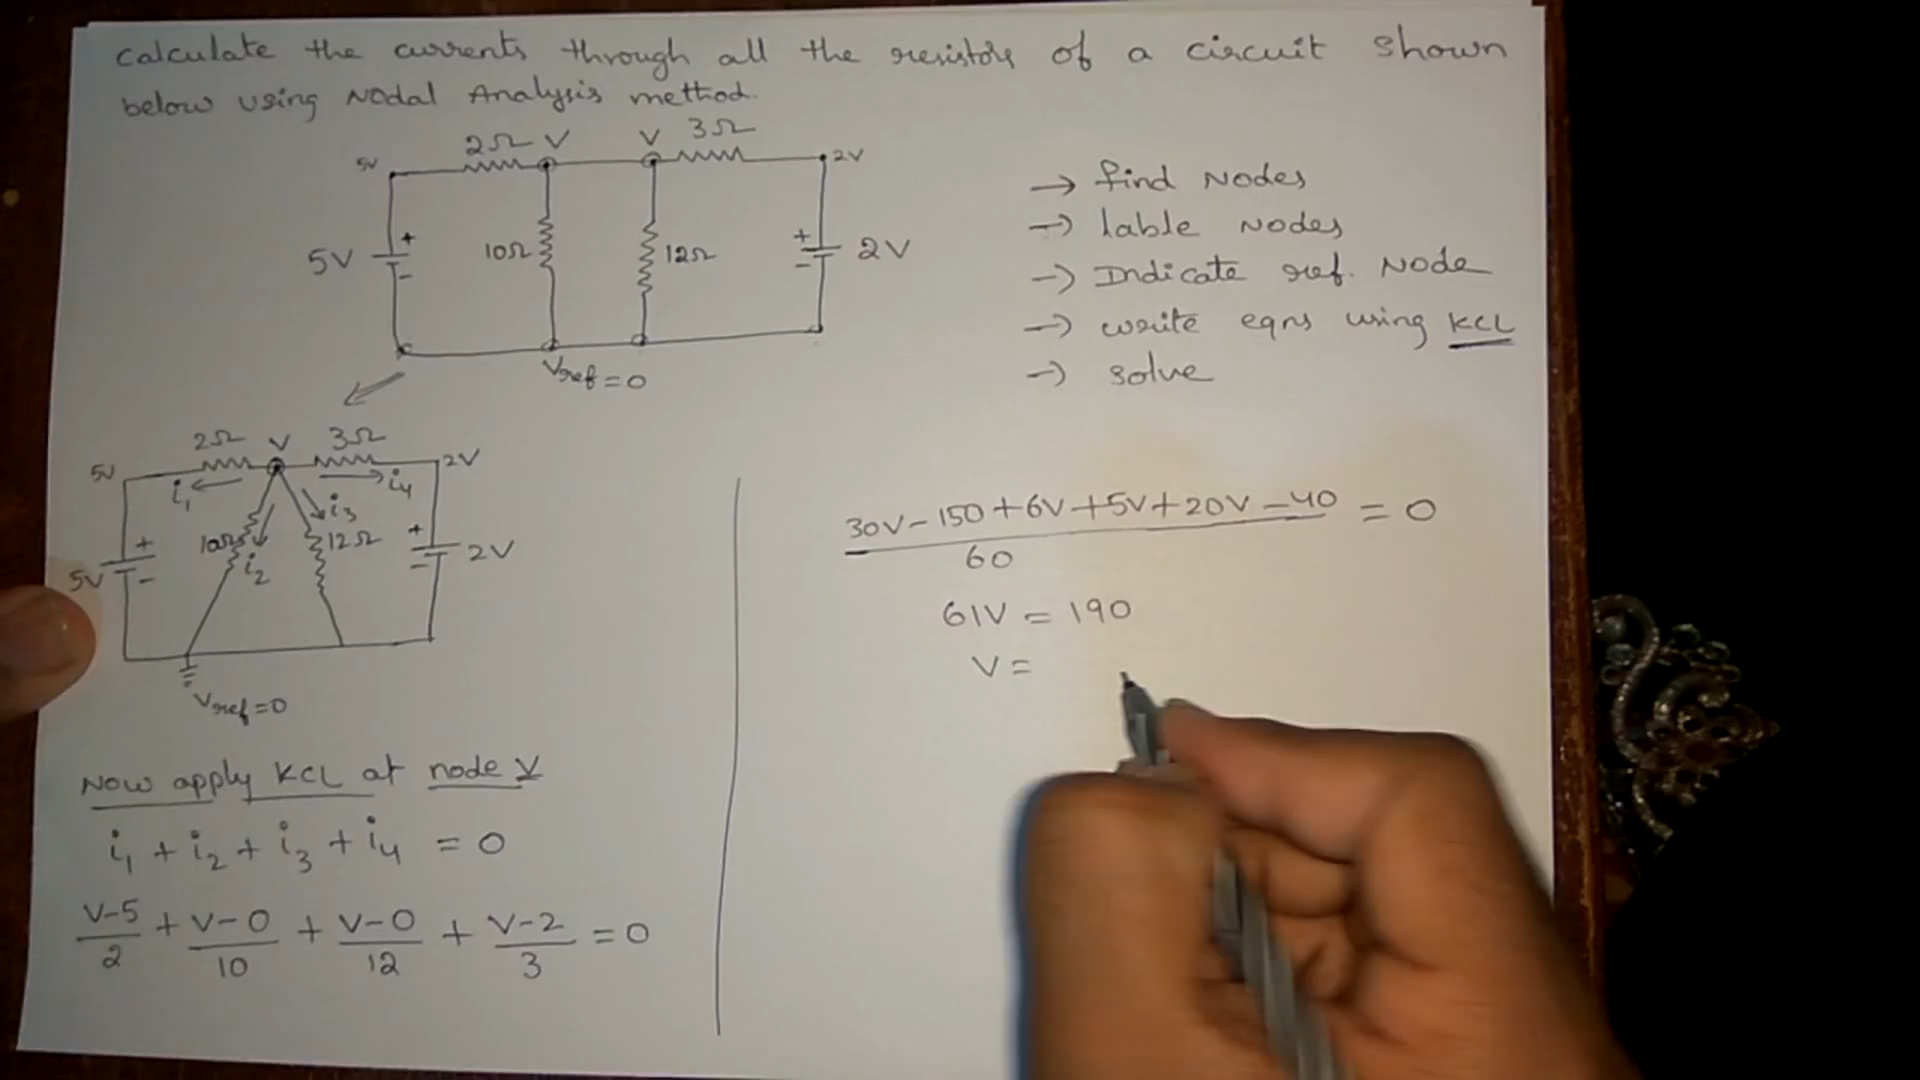 Calculate the currents through all the resistors of a circuit shown
below using Nodal Analysis method.
5V 2Ω V V 3Ω 2V
5V + - 10Ω 12Ω + - 2V
Vref = 0
→ find Nodes
→ lable Nodes
→ Indicate ref. Node
→ write eqns using KCL
→ solve
5V 2Ω V 3Ω 2V
i1 i4
i3
5V + - 10Ω i2 12Ω + - 2V
Vref = 0
Now apply KCL at node V
i1 + i2 + i3 + i4 = 0
V-5/2 + V-0/10 + V-0/12 + V-2/3 = 0
30V - 150 + 6V + 5V + 20V - 40 = 0
60
61V = 190
V =